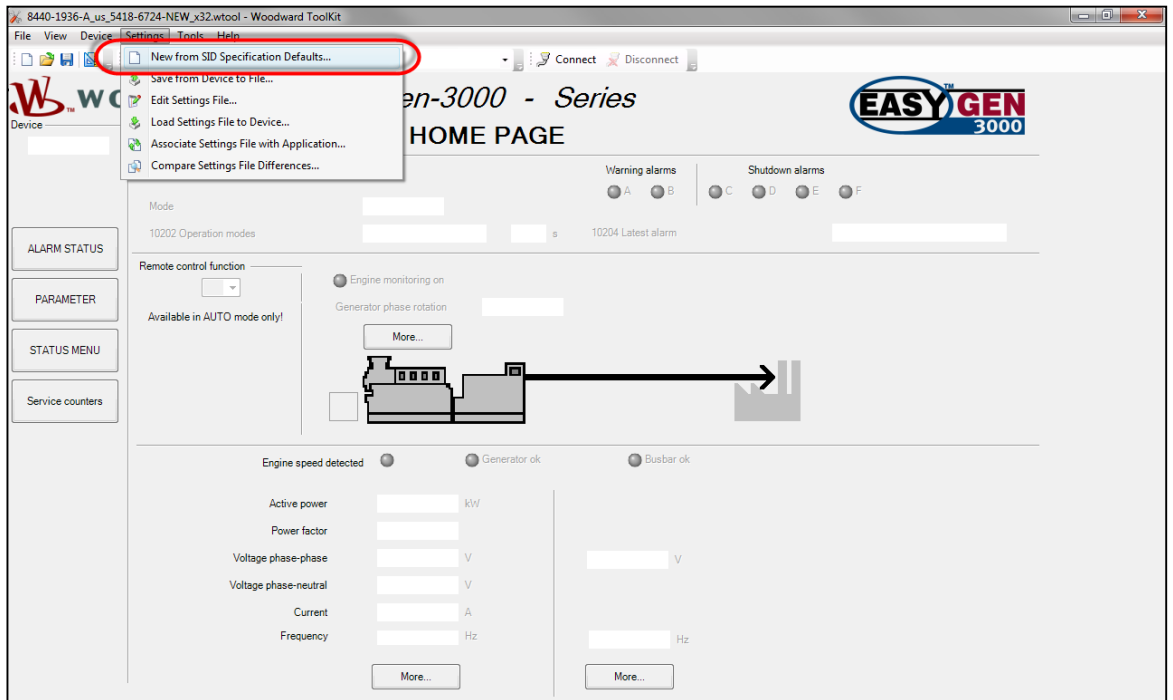 8440-1936-A_us_5418-6724-NEW_x32.wtool - Woodward ToolKit
File View Device Settings Tools Help
New from SID Specification Defaults...
Connect Disconnect
Save from Device to File...
Edit Settings File...
Load Settings File to Device...
Associate Settings File with Application...
Compare Settings File Differences...
en-3000 - Series
HOME PAGE
EASYGEN™
3000
Device
Warning alarms
Shutdown alarms
A B C D E F
Mode
10202 Operation modes
s
10204 Latest alarm
ALARM STATUS
PARAMETER
STATUS MENU
Service counters
Remote control function
Available in AUTO mode only!
Engine monitoring on
Generator phase rotation
More...
Engine speed detected
Generator ok
Busbar ok
Active power kW
Power factor
Voltage phase-phase V V
Voltage phase-neutral V
Current A
Frequency Hz Hz
More... More...